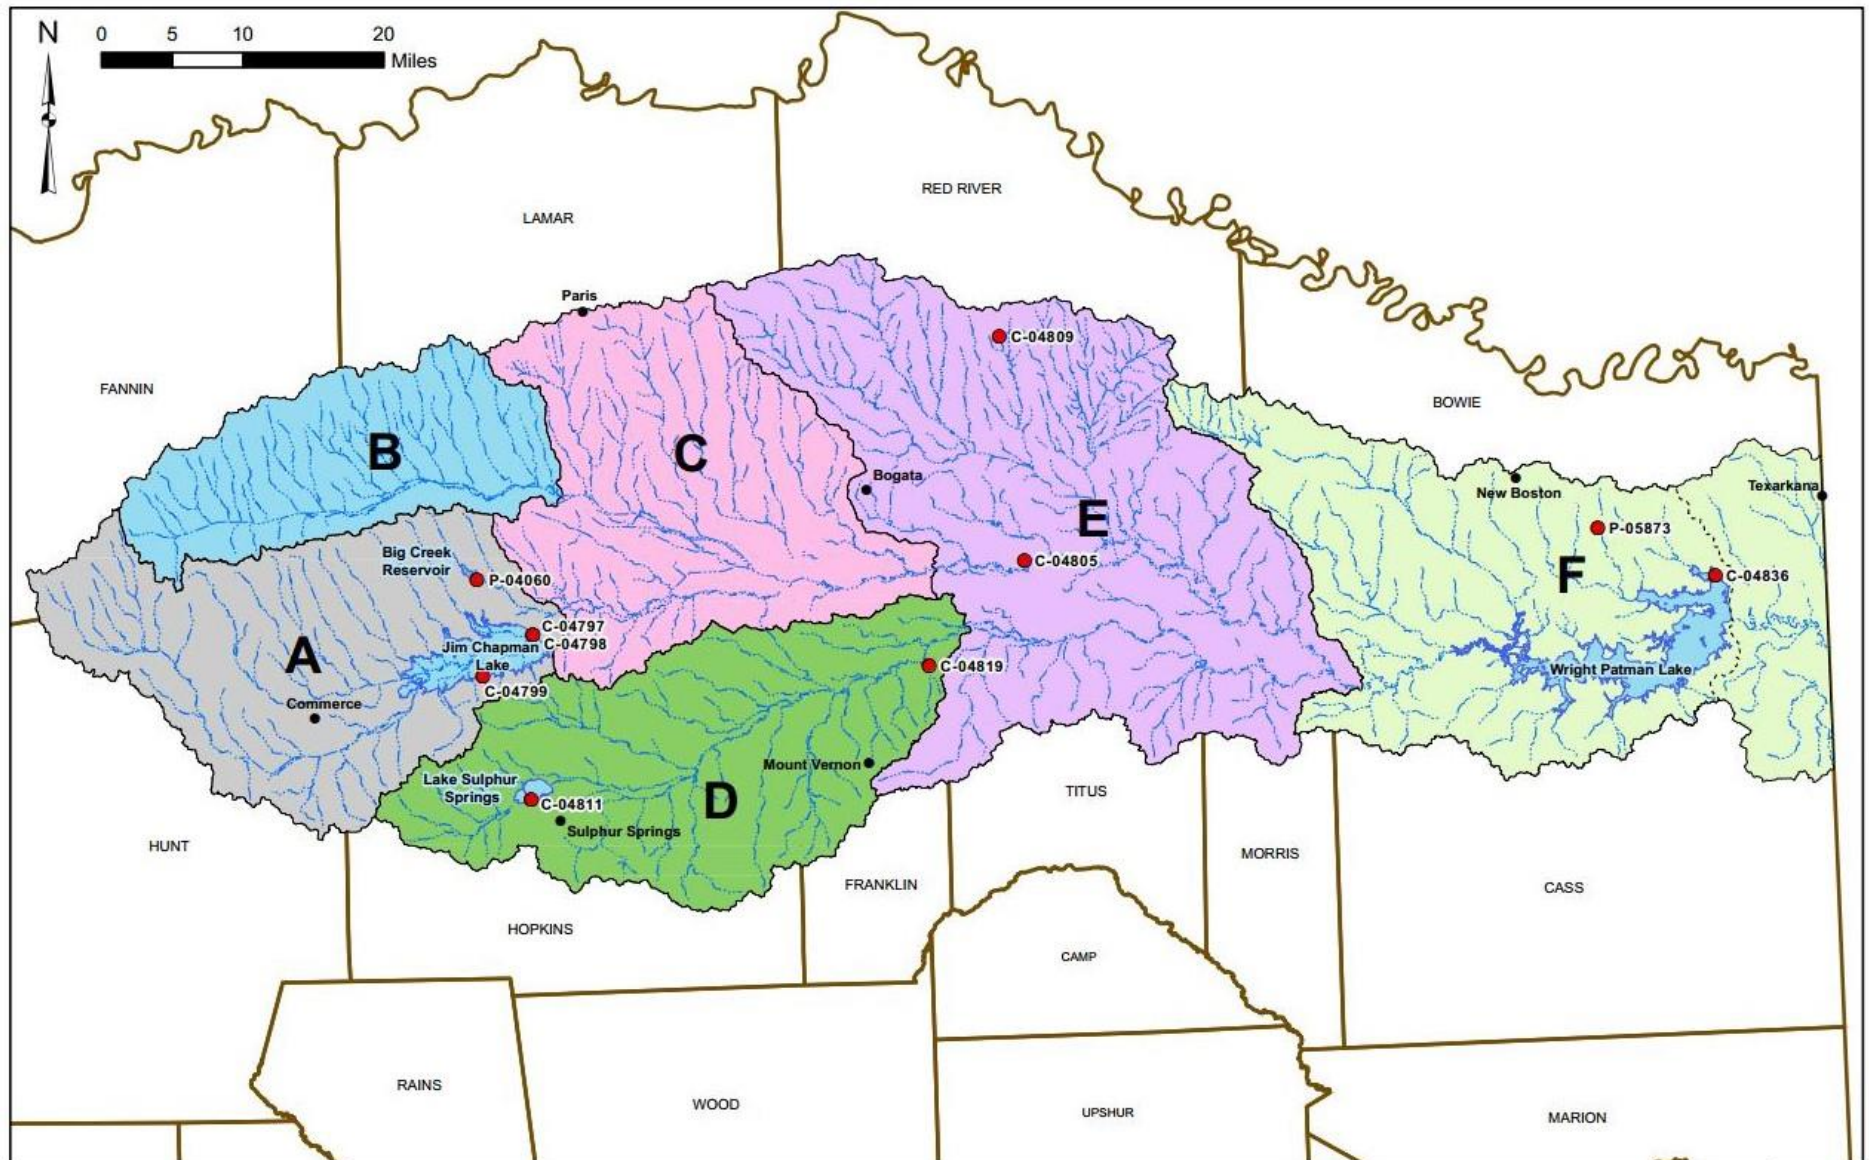 N
0 5 10 20
Miles
RED RIVER
LAMAR
Paris
C-04809
FANNIN
BOWIE
B
C
Bogata
E
New Boston
Texarkana
P-05873
Big Creek
Reservoir
P-04060
C-04805
F
C-04836
C-04797
C-04798
Jim Chapman
Lake
A
C-04819
Wright Patman Lake
C-04799
Commerce
Mount Vernon
Lake Sulphur
Springs
C-04811
D
Sulphur Springs
TITUS
HUNT
MORRIS
FRANKLIN
CASS
HOPKINS
CAMP
RAINS
WOOD
UPSHUR
MARION